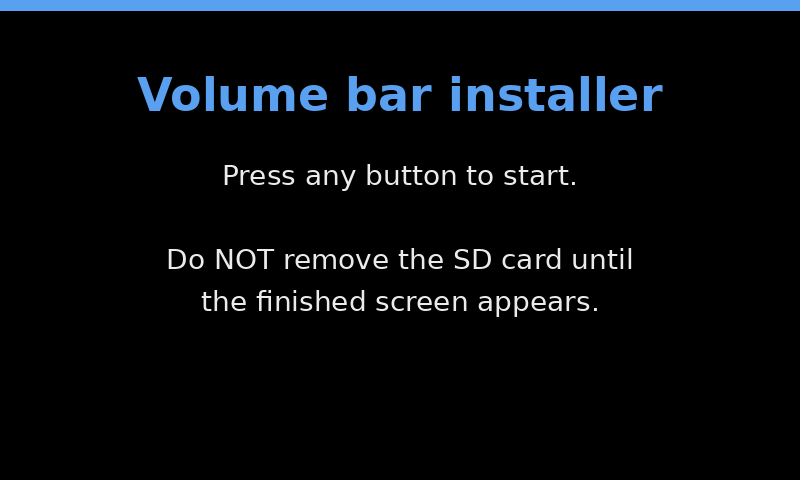 Volume bar installer
Press any button to start.
Do NOT remove the SD card until
the finished screen appears.